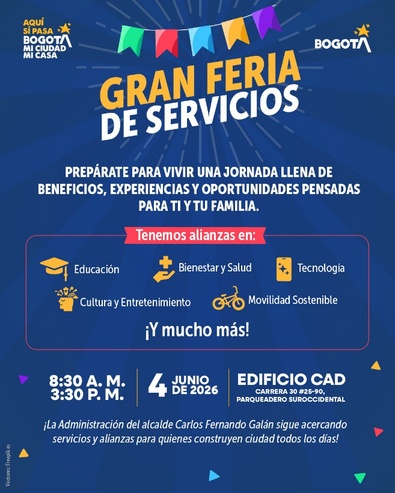 AQUÍ
SÍ PASA
BOGOTÁ
MI CIUDAD
MI CASA
BOGOTÁ
GRAN FERIA
DE SERVICIOS
PREPÁRATE PARA VIVIR UNA JORNADA LLENA DE
BENEFICIOS, EXPERIENCIAS Y OPORTUNIDADES PENSADAS
PARA TI Y TU FAMILIA.
Tenemos alianzas en:
Educación
Bienestar y Salud
Tecnología
Cultura y Entretenimiento
Movilidad Sostenible
¡Y mucho más!
8:30 A. M.
3:30 P. M.
4 JUNIO
DE 2026
EDIFICIO CAD
CARRERA 30 #25-90,
PARQUEADERO SUROCCIDENTAL
¡La Administración del alcalde Carlos Fernando Galán sigue acercando
servicios y alianzas para quienes construyen ciudad todos los días!
Vectores: Freepik.es